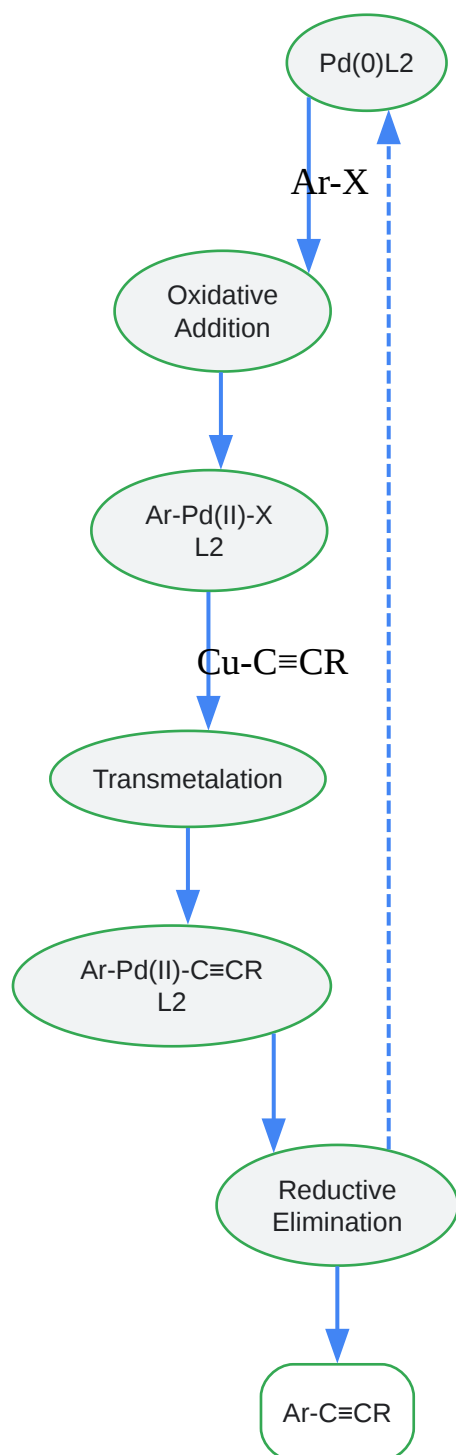 Pd(0)L2
Ar-X
Oxidative
Addition
Ar-Pd(II)-X
L2
Cu-C≡CR
Transmetalation
Ar-Pd(II)-C≡CR
L2
Reductive
Elimination
Ar-C≡CR